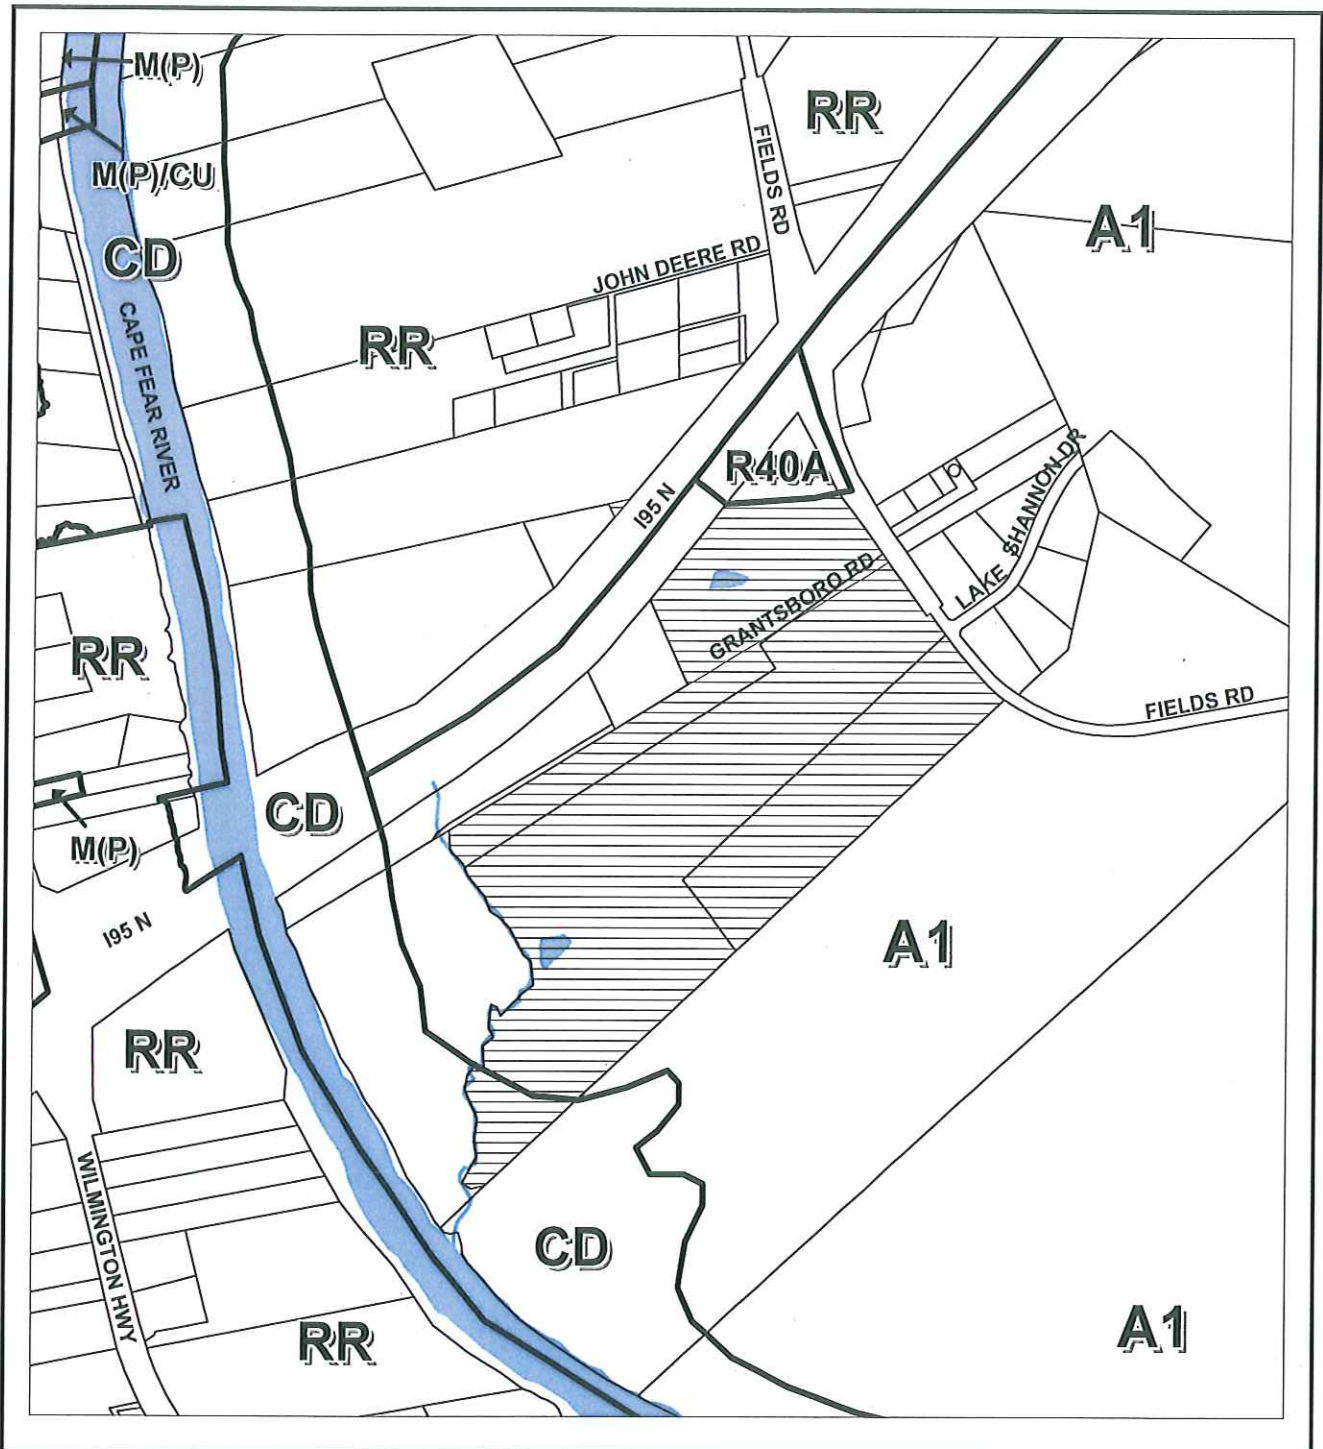 M(P)
RR
FIELDS RD
M(P)/CU
A1
CD
JOHN DEERE RD
CAPE FEAR RIVER
RR
R40A
I95 N
LAKE SHANNON DR
GRANTSBORO RD
RR
FIELDS RD
CD
M(P)
I95 N
A1
RR
WILMINGTON HWY
CD
RR
A1